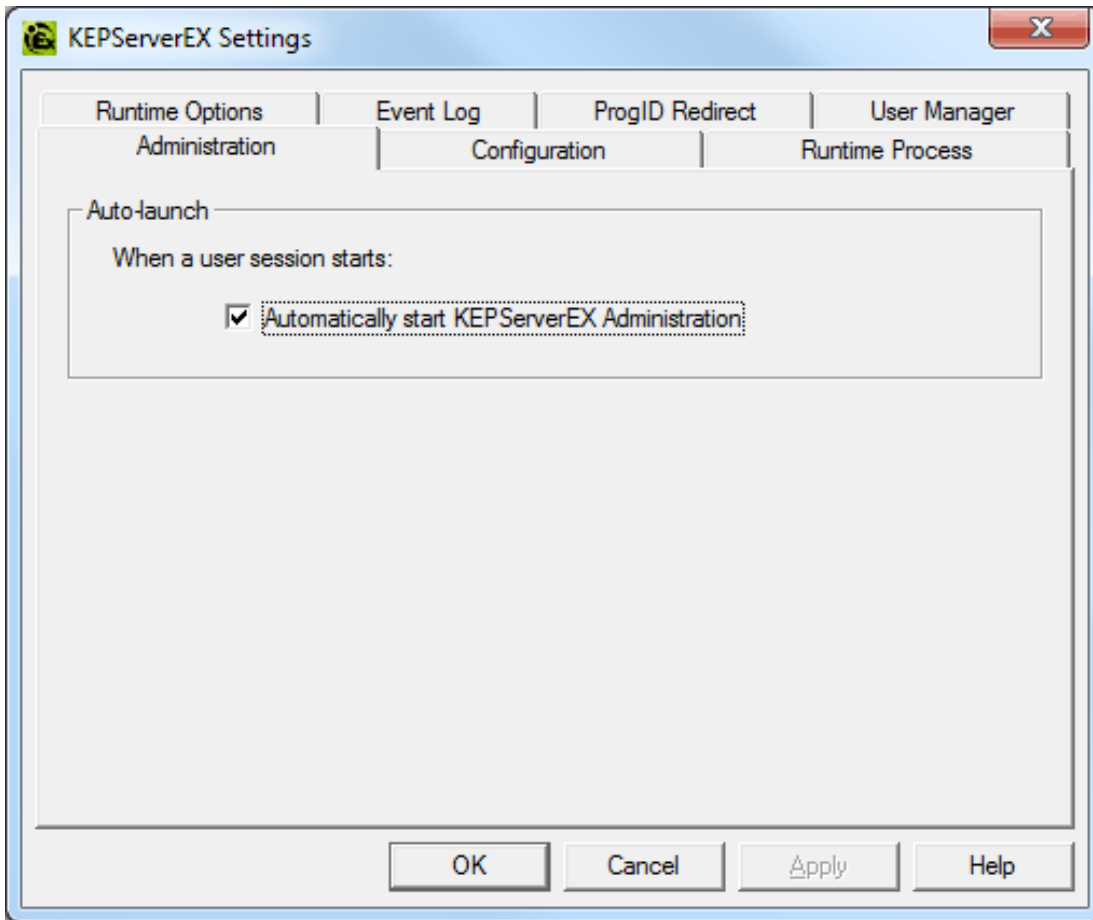 KEPServerEX Settings
Runtime Options Event Log ProgID Redirect User Manager
Administration Configuration Runtime Process
Auto-launch
When a user session starts:
Automatically start KEPServerEX Administration
OK Cancel Apply Help